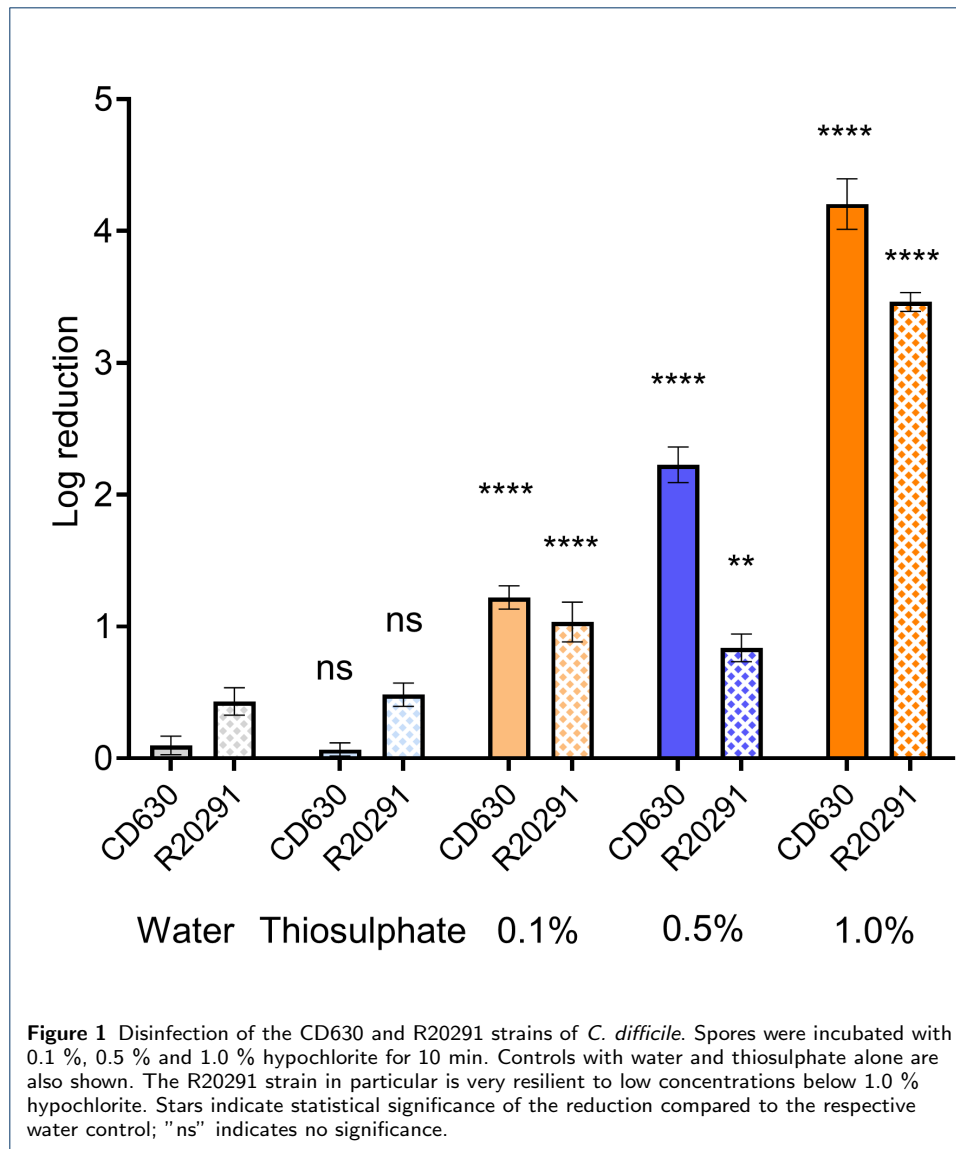 5
4
3
2
1
0
Log reduction
ns
ns
****
****
****
**
****
****
CD630
R20291
CD630
R20291
CD630
R20291
CD630
R20291
CD630
R20291
Water Thiosulphate 0.1% 0.5% 1.0%
Figure 1 Disinfection of the CD630 and R20291 strains of C. difficile. Spores were incubated with
0.1 %, 0.5 % and 1.0 % hypochlorite for 10 min. Controls with water and thiosulphate alone are
also shown. The R20291 strain in particular is very resilient to low concentrations below 1.0 %
hypochlorite. Stars indicate statistical significance of the reduction compared to the respective
water control; "ns" indicates no significance.